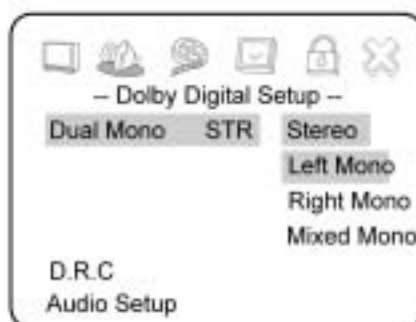 -- Dolby Digital Setup --
Dual Mono STR Stereo
Left Mono
Right Mono
Mixed Mono
D.R.C
Audio Setup